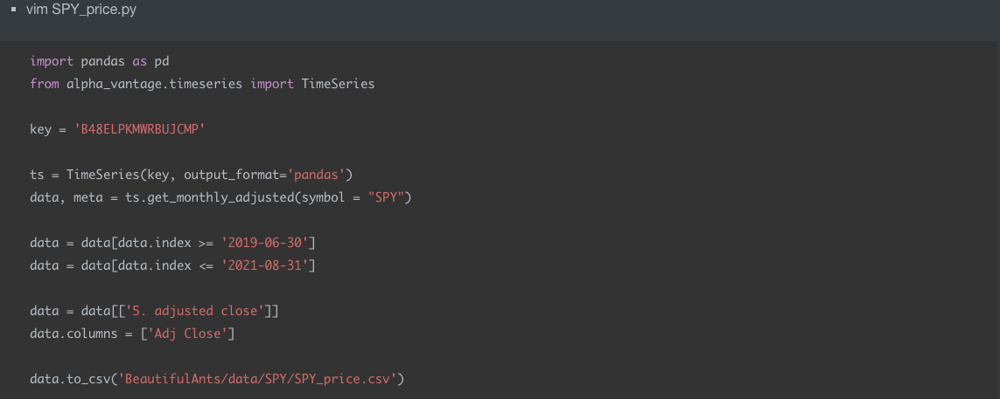 ▪ vim SPY_price.py
import pandas as pd
from alpha_vantage.timeseries import TimeSeries
key = 'B48ELPKMWRBUJCMP'
ts = TimeSeries(key, output_format='pandas')
data, meta = ts.get_monthly_adjusted(symbol = "SPY")
data = data[data.index >= '2019-06-30']
data = data[data.index <= '2021-08-31']
data = data[['5. adjusted close']]
data.columns = ['Adj Close']
data.to_csv('BeautifulAnts/data/SPY/SPY_price.csv')